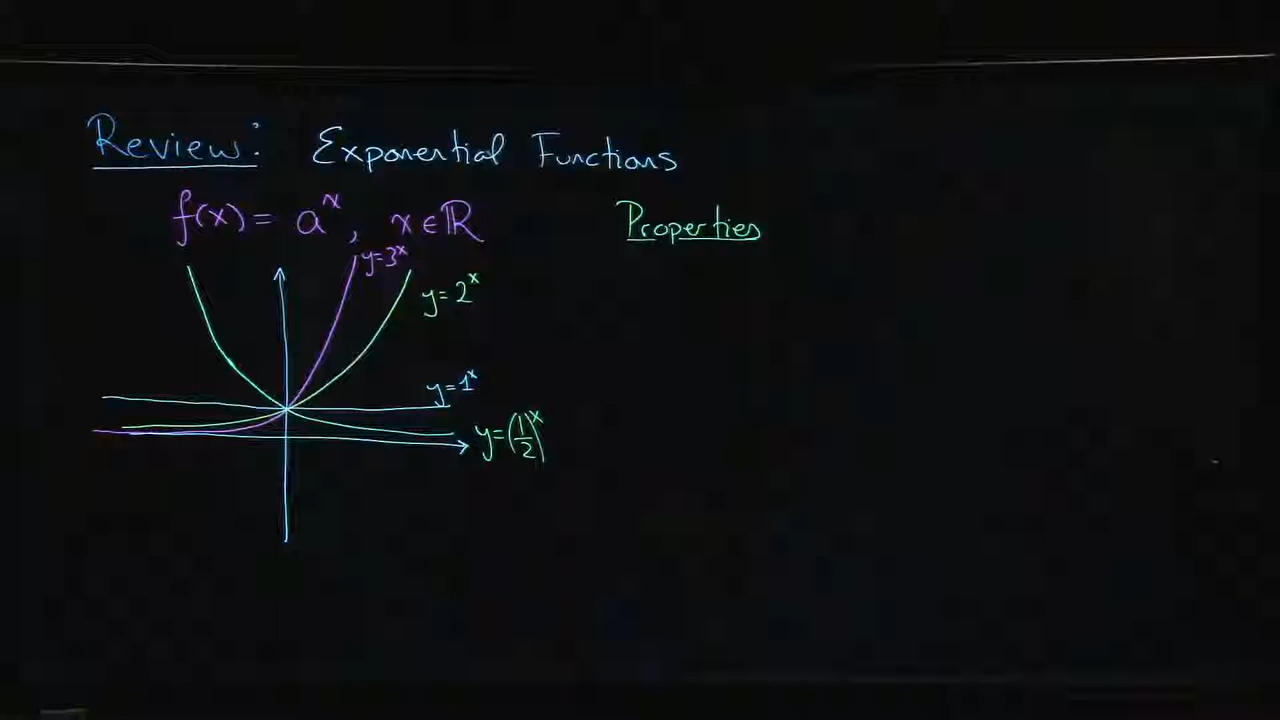 Review: Exponential Functions
f(x) = a^x, x ∈ ℝ
Properties
y=3^x
y=2^x
y=1^x
y=(1/2)^x